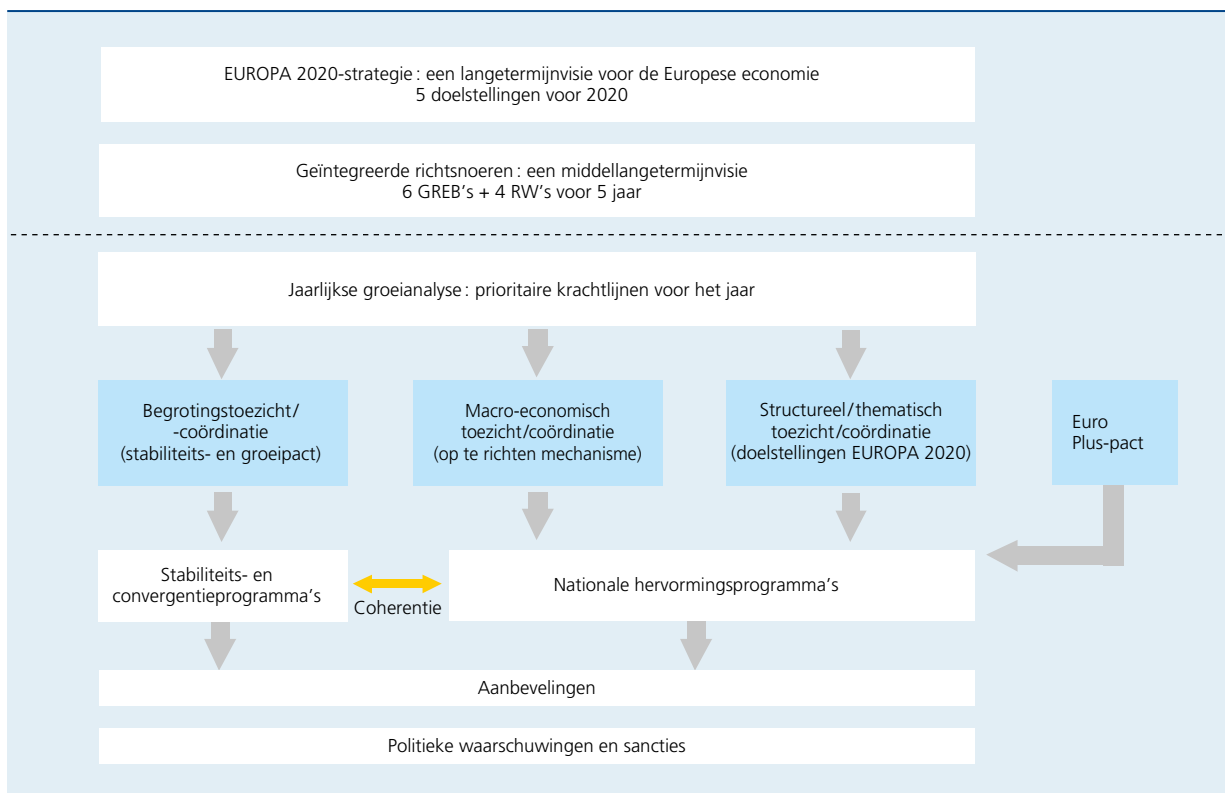 EUROPA 2020-strategie : een langetermijnvisie voor de Europese economie
5 doelstellingen voor 2020
Geïntegreerde richtsnoeren : een middellangetermijnvisie
6 GREB’s + 4 RW’s voor 5 jaar
Jaarlijkse groeianalyse : prioritaire krachtlijnen voor het jaar
Begrotingstoezicht/
-coördinatie
(stabiliteits- en groeipact)
Macro-economisch
toezicht/coördinatie
(op te richten mechanisme)
Structureel/thematisch
toezicht/coördinatie
(doelstellingen EUROPA 2020)
Euro
Plus-pact
Stabiliteits- en
convergentieprogramma’s
Coherentie
Nationale hervormingsprogramma’s
Aanbevelingen
Politieke waarschuwingen en sancties